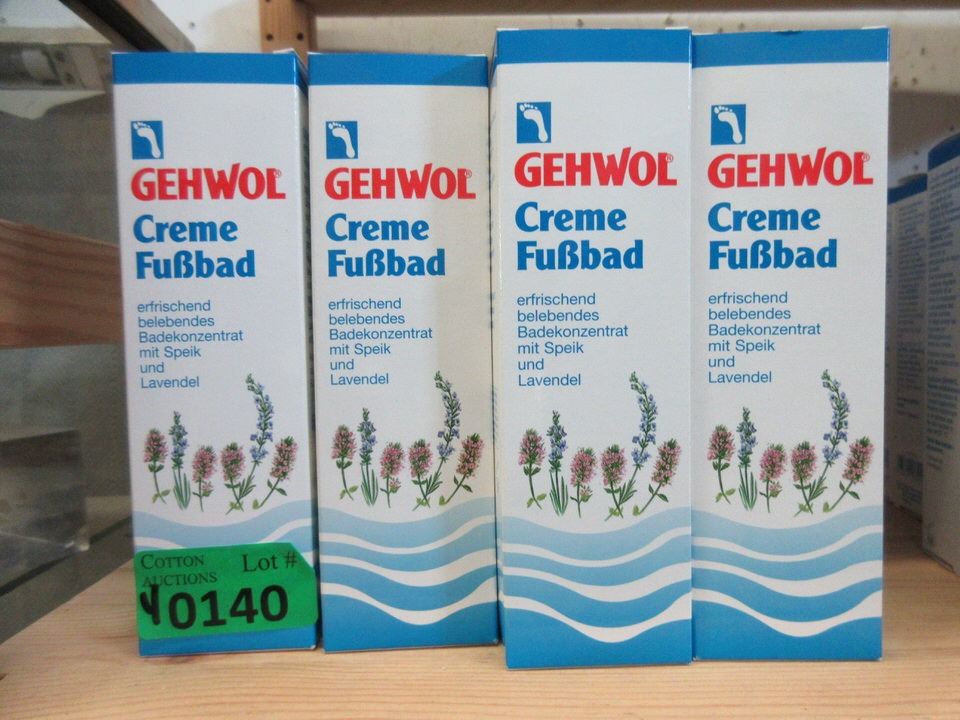 GEHWOL®
Creme
Fußbad
erfrischend
belebendes
Badekonzentrat
mit Speik
und
Lavendel
COTTON
AUCTIONS
Lot #
40140
GEHWOL®
Creme
Fußbad
erfrischend
belebendes
Badekonzentrat
mit Speik
und
Lavendel
GEHWOL®
Creme
Fußbad
erfrischend
belebendes
Badekonzentrat
mit Speik
und
Lavendel
GEHWOL®
Creme
Fußbad
erfrischend
belebendes
Badekonzentrat
mit Speik
und
Lavendel